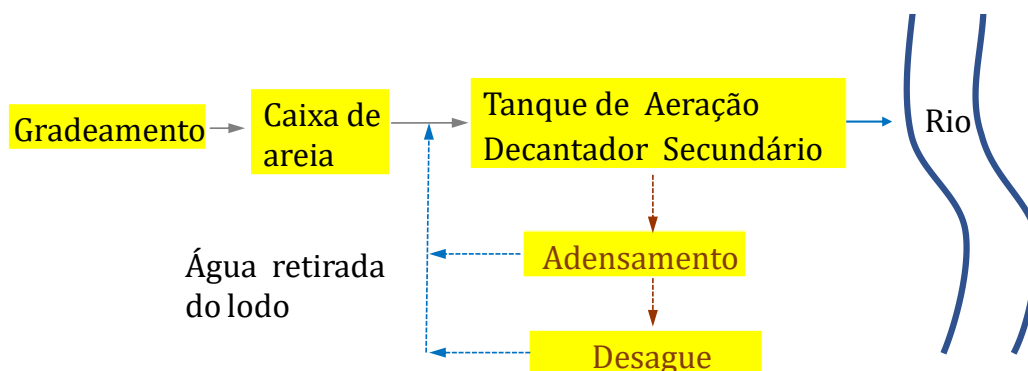 Gradeamento
Caixa de
areia
Tanque de Aeração
Decantador Secundário
Rio
Adensamento
Água retirada
do lodo
Desague